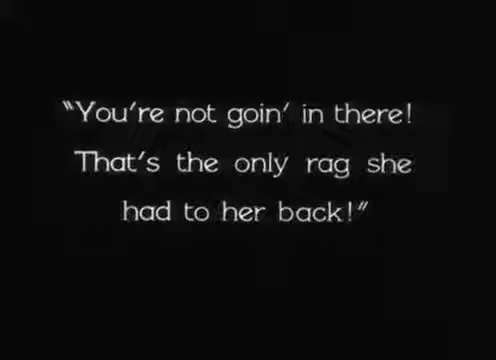 "You're not goin' in there!
That's the only rag she
had to her back!"